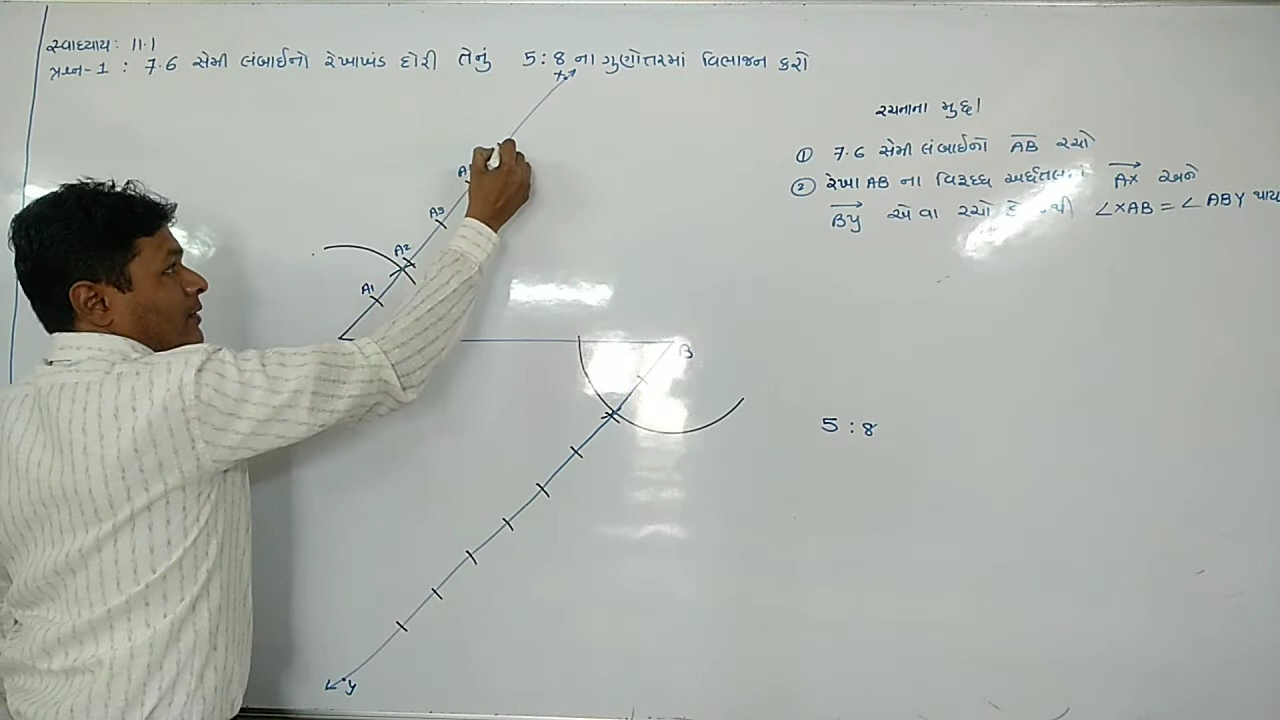 સ્વાધ્યાય: 11.1
પ્રશ્ન-1 : 7.6 સેમી લંબાઈનો રેખાખંડ દોરી તેનું 5:8 ના ગુણોત્તરમાં વિભાજન કરો
રચનાના મુદ્દા
① 7.6 સેમી લંબાઈનો AB રચો
② રેખા AB ના વિરૂધ્ધ અર્ધતલમાં AX અને
BY એવા રચો ∠XAB = ∠ABY થાય
X
A3
A2
A1
B
5 : 8
Y